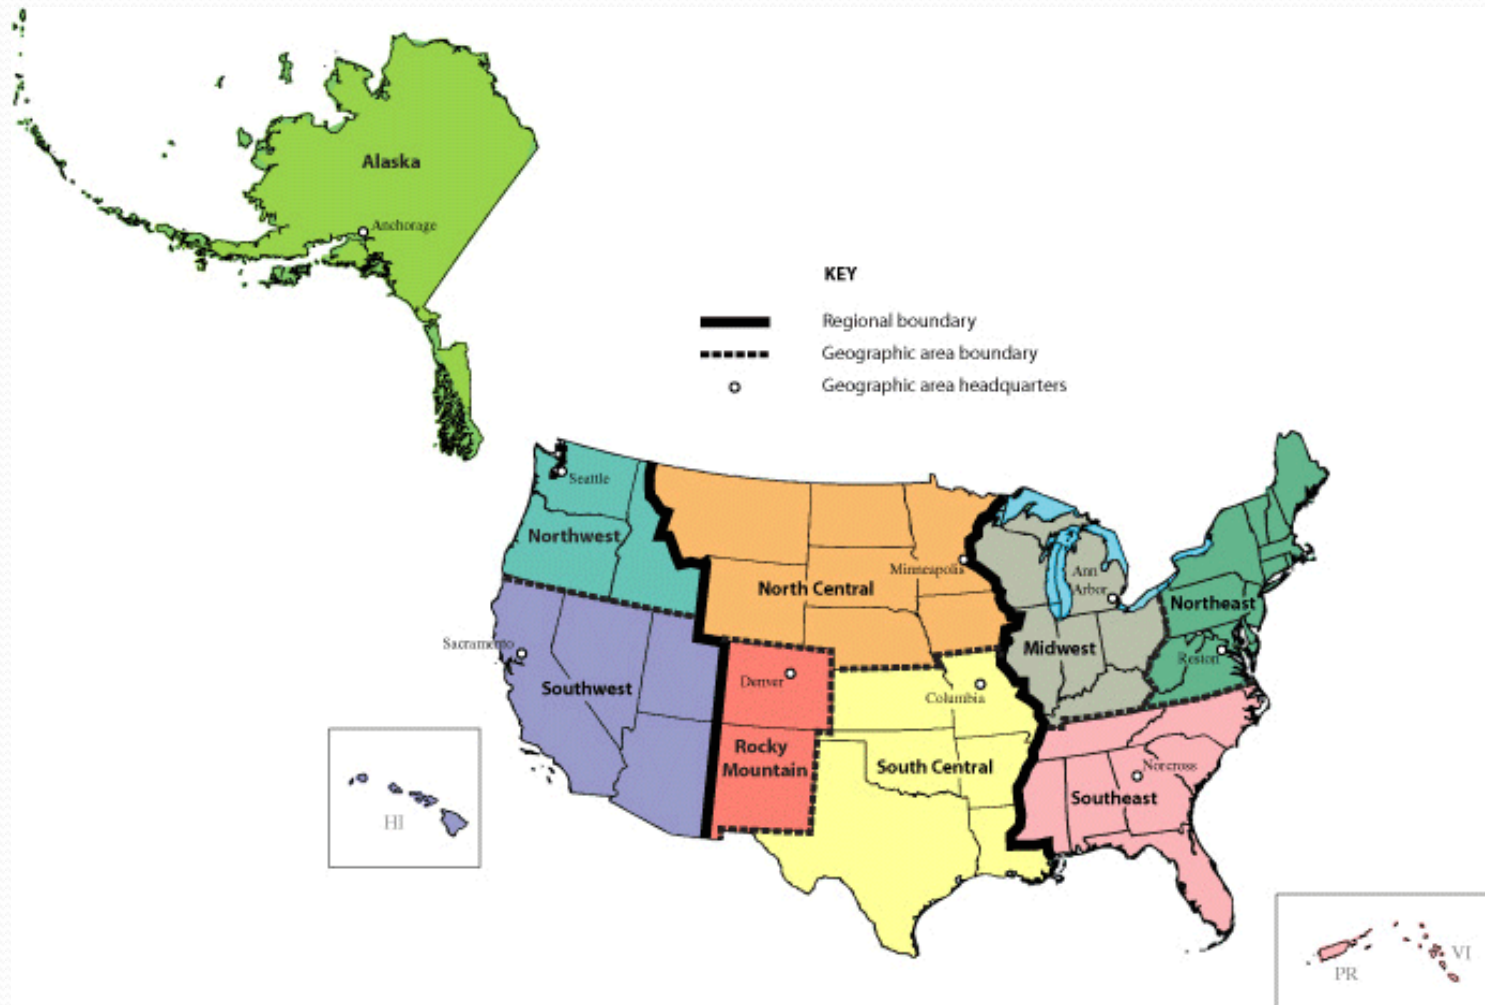 Alaska
Anchorage
KEY
Regional boundary
Geographic area boundary
Geographic area headquarters
Seattle
Northwest
Minneapolis
North Central
Ann
Arbor
Northeast
Sacramento
Southwest
Denver
Midwest
Reston
Columbia
Rocky
Mountain
South Central
Norcross
Southeast
HI
PR
VI